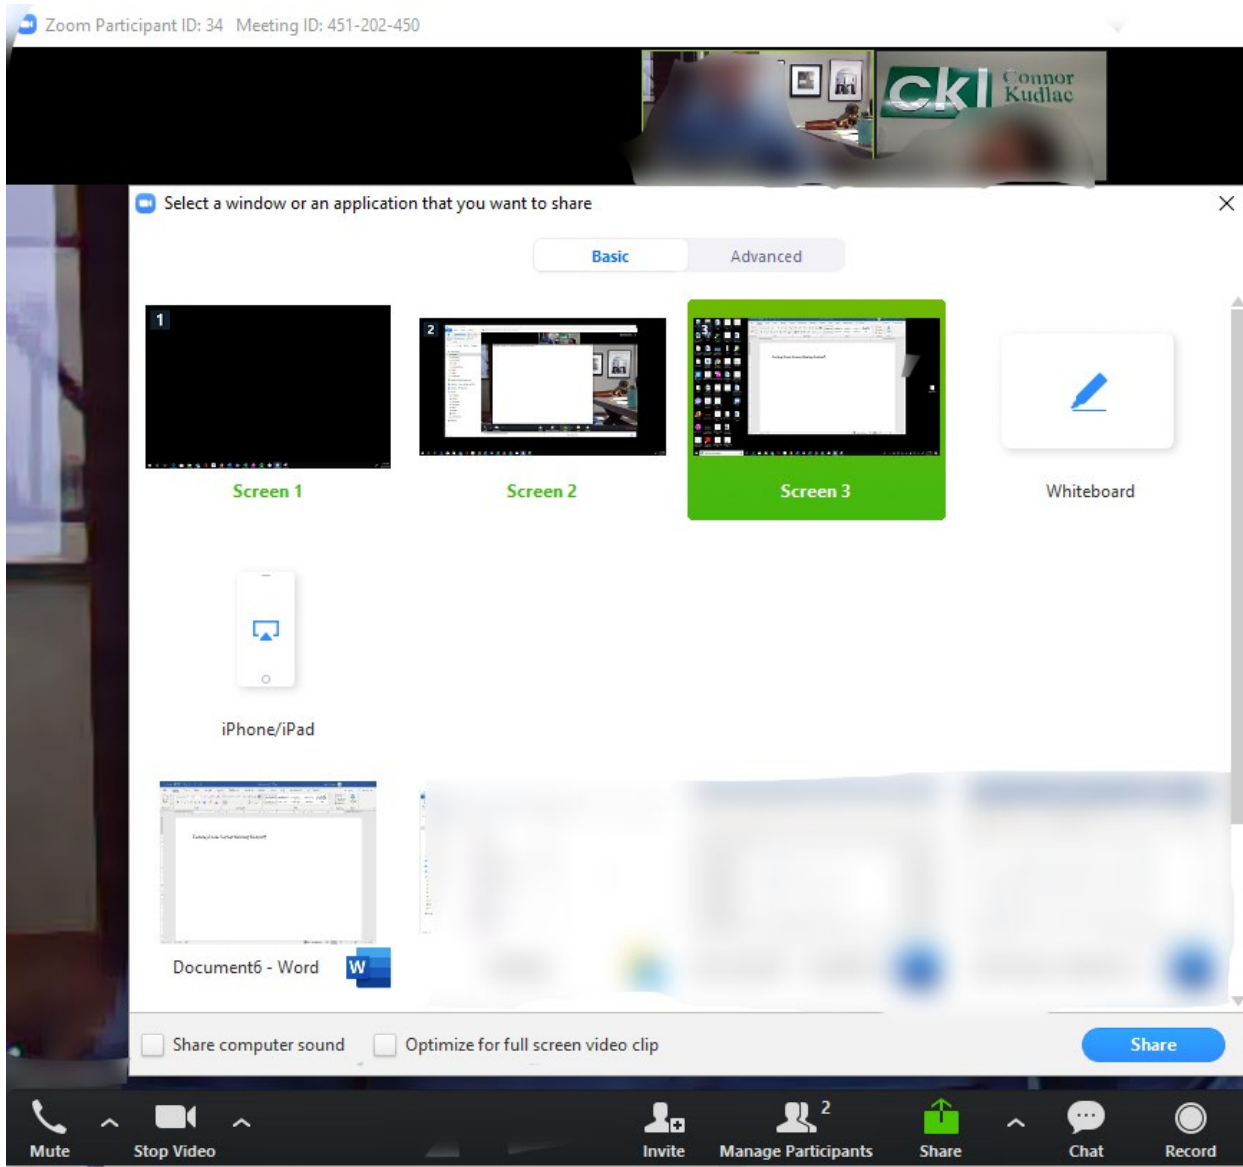 Zoom Participant ID: 34 Meeting ID: 451-202-450
ckl Connor
Kudlac
Select a window or an application that you want to share
Basic Advanced
1 2 3
Screen 1 Screen 2 Screen 3 Whiteboard
iPhone/iPad
Document6 - Word W
Share computer sound Optimize for full screen video clip Share
2
Mute Stop Video Invite Manage Participants Share Chat Record